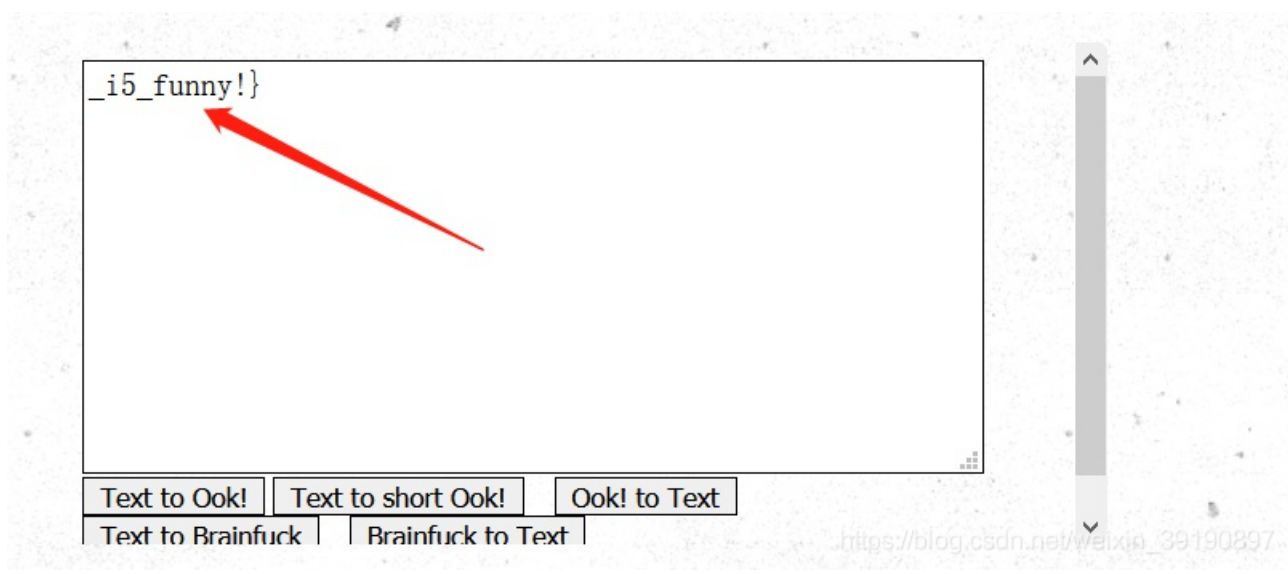 _i5_funny!}
Text to Ook! Text to short Ook! Ook! to Text
Text to Brainfuck Brainfuck to Text
https://blog.csdn.net/weixin_39190897